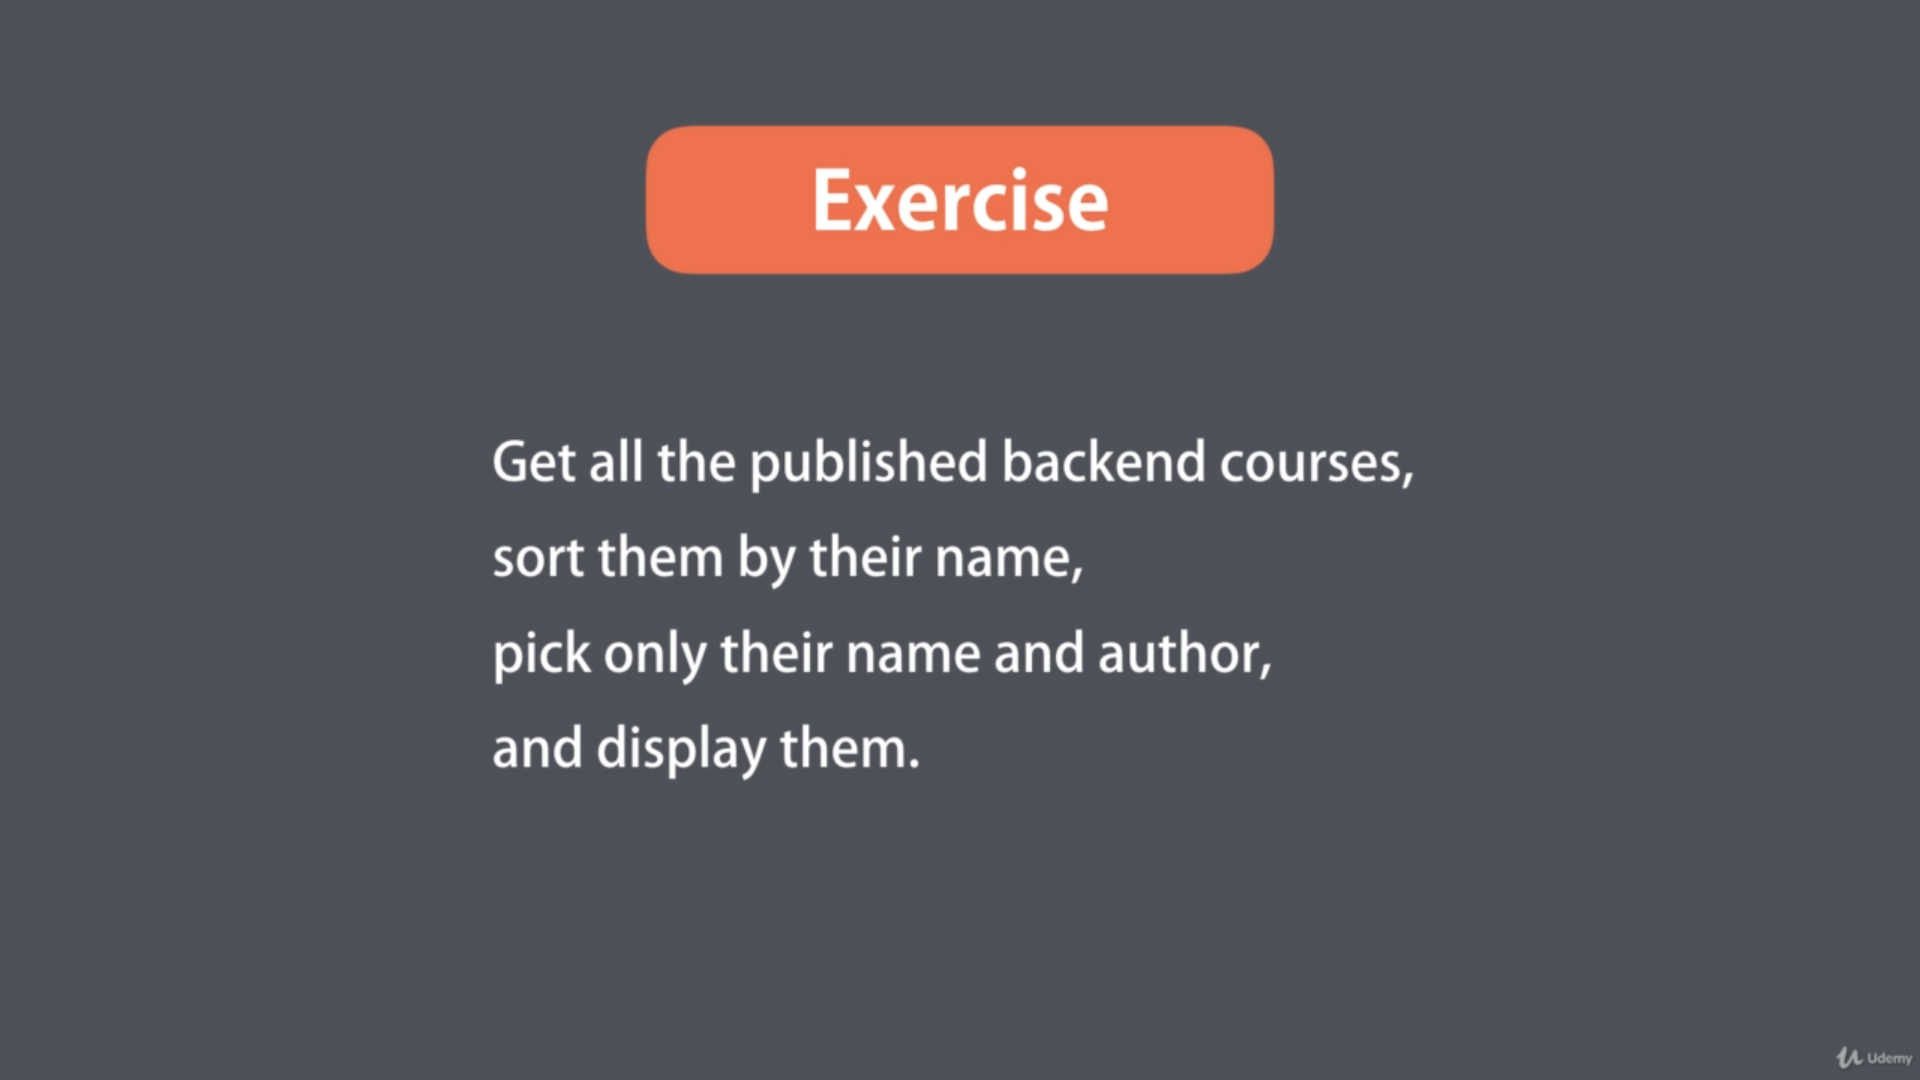 Exercise
Get all the published backend courses,
sort them by their name,
pick only their name and author,
and display them.
Udemy